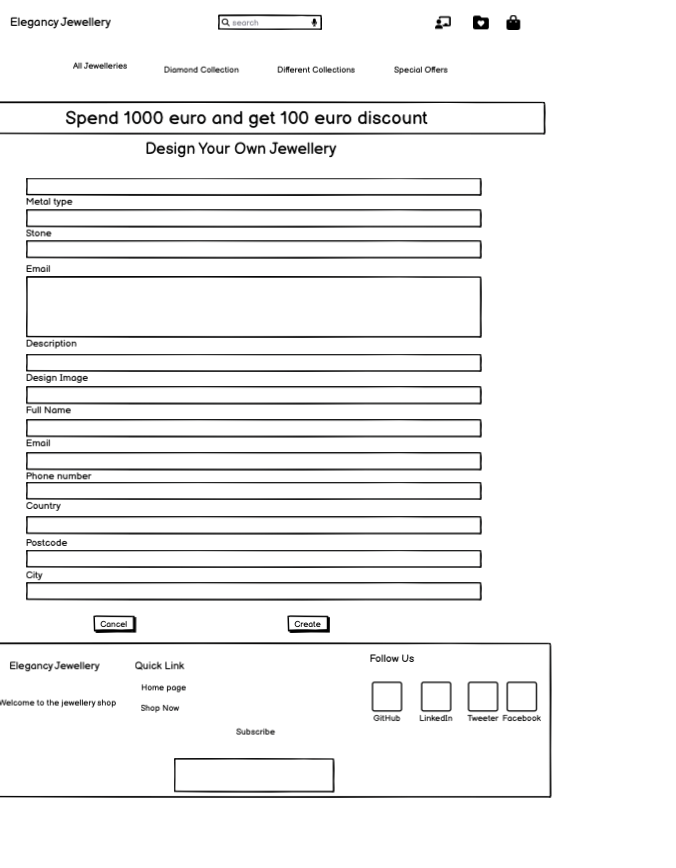 Elegancy Jewellery
search
All Jewelleries
Diamond Collection
Different Collections
Special Offers
Spend 1000 euro and get 100 euro discount
Design Your Own Jewellery
Metal type
Stone
Email
Description
Design Image
Full Name
Email
Phone number
Country
Postcode
City
Cancel
Create
Elegancy Jewellery
Quick Link
Follow Us
Home page
Welcome to the jewellery shop
Shop Now
GitHub
LinkedIn
Tweeter
Facebook
Subscribe